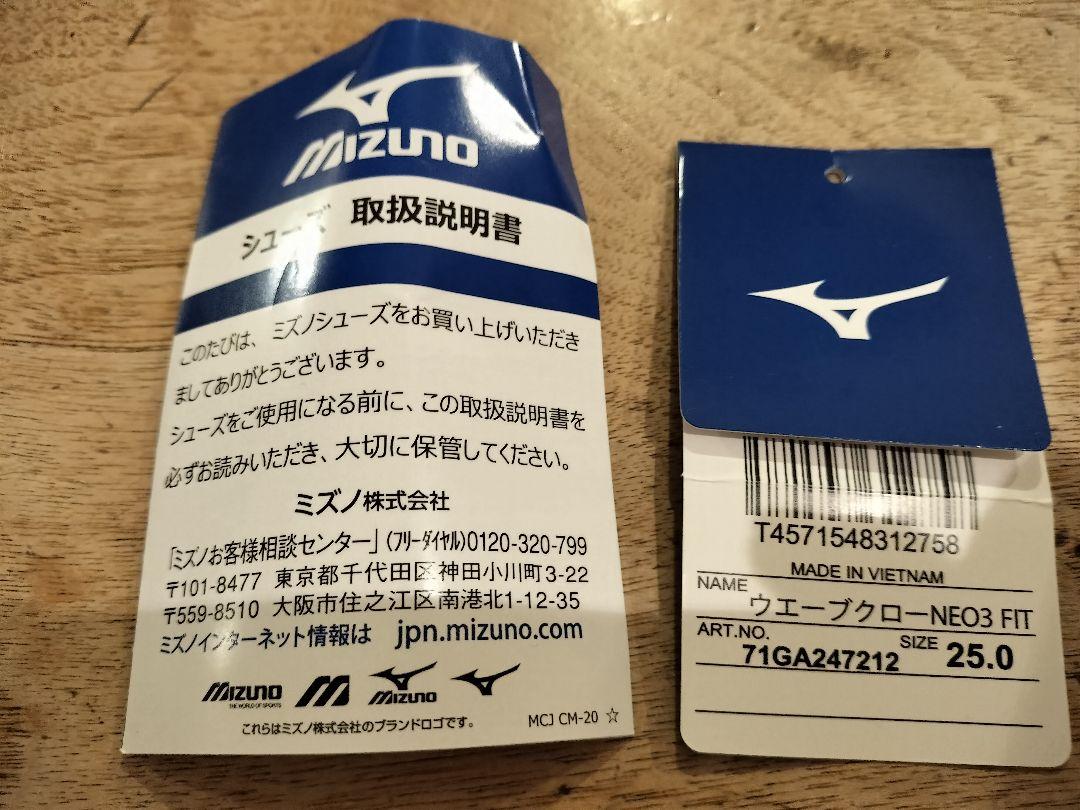 MIZUNO
シューズ 取扱説明書
このたびは、ミズノシューズをお買い上げいただき
ましてありがとうございます。
シューズをご使用になる前に、この取扱説明書を
必ずお読みいただき、大切に保管してください。
ミズノ株式会社
「ミズノお客様相談センター」(フリーダイヤル)0120-320-799
〒101-8477 東京都千代田区神田小川町3-22
〒559-8510 大阪市住之江区南港北1-12-35
ミズノインターネット情報は jpn.mizuno.com
MIZUNO
THE WORLD OF SPORTS
MIZUNO
これらはミズノ株式会社のブランドロゴです。
MCJ CM-20 ☆
T4571548312758
MADE IN VIETNAM
NAME ウエーブクローNEO3 FIT
ART.NO. 71GA247212 SIZE 25.0